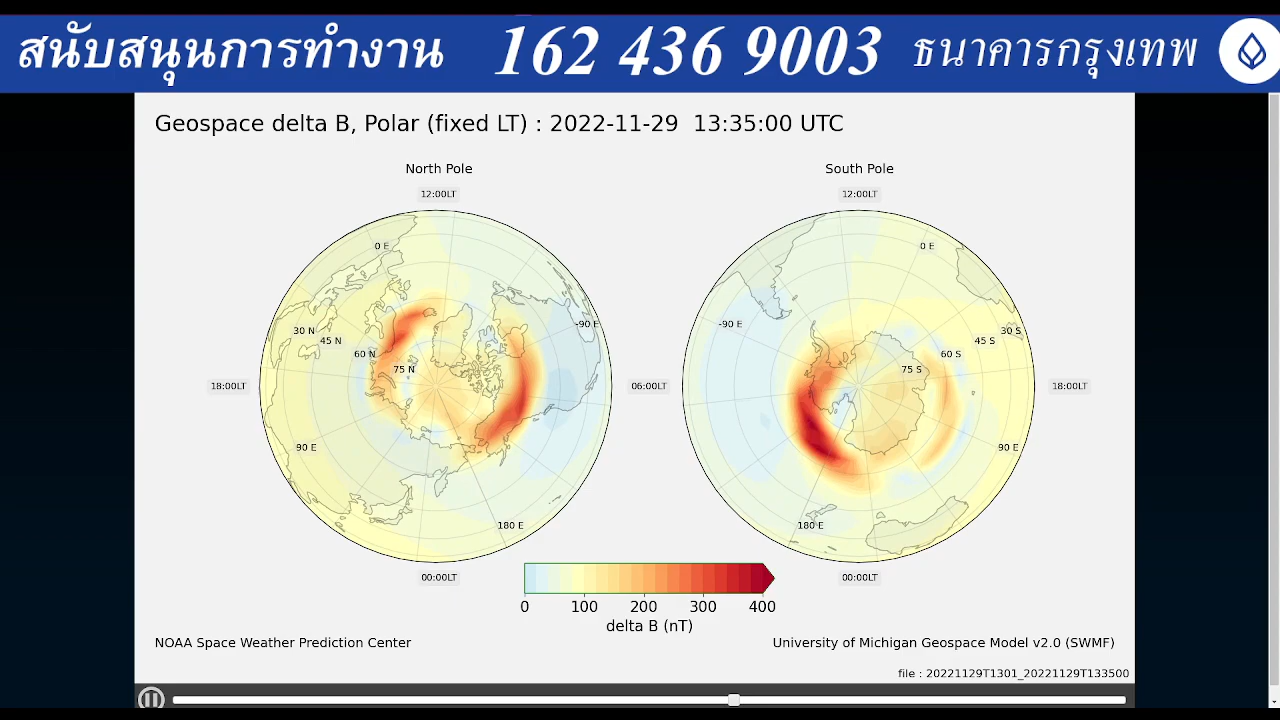 สนับสนุนการทำงาน 162 436 9003 ธนาคารกรุงเทพ
Geospace delta B, Polar (fixed LT) : 2022-11-29 13:35:00 UTC
North Pole
South Pole
12:00LT
12:00LT
0 E
0 E
-90 E
-90 E
30 N
30 S
45 N
45 S
60 N
60 S
75 N
75 S
18:00LT
06:00LT
18:00LT
90 E
90 E
180 E
180 E
00:00LT
00:00LT
0 100 200 300 400
delta B (nT)
NOAA Space Weather Prediction Center
University of Michigan Geospace Model v2.0 (SWMF)
file : 20221129T1301_20221129T133500